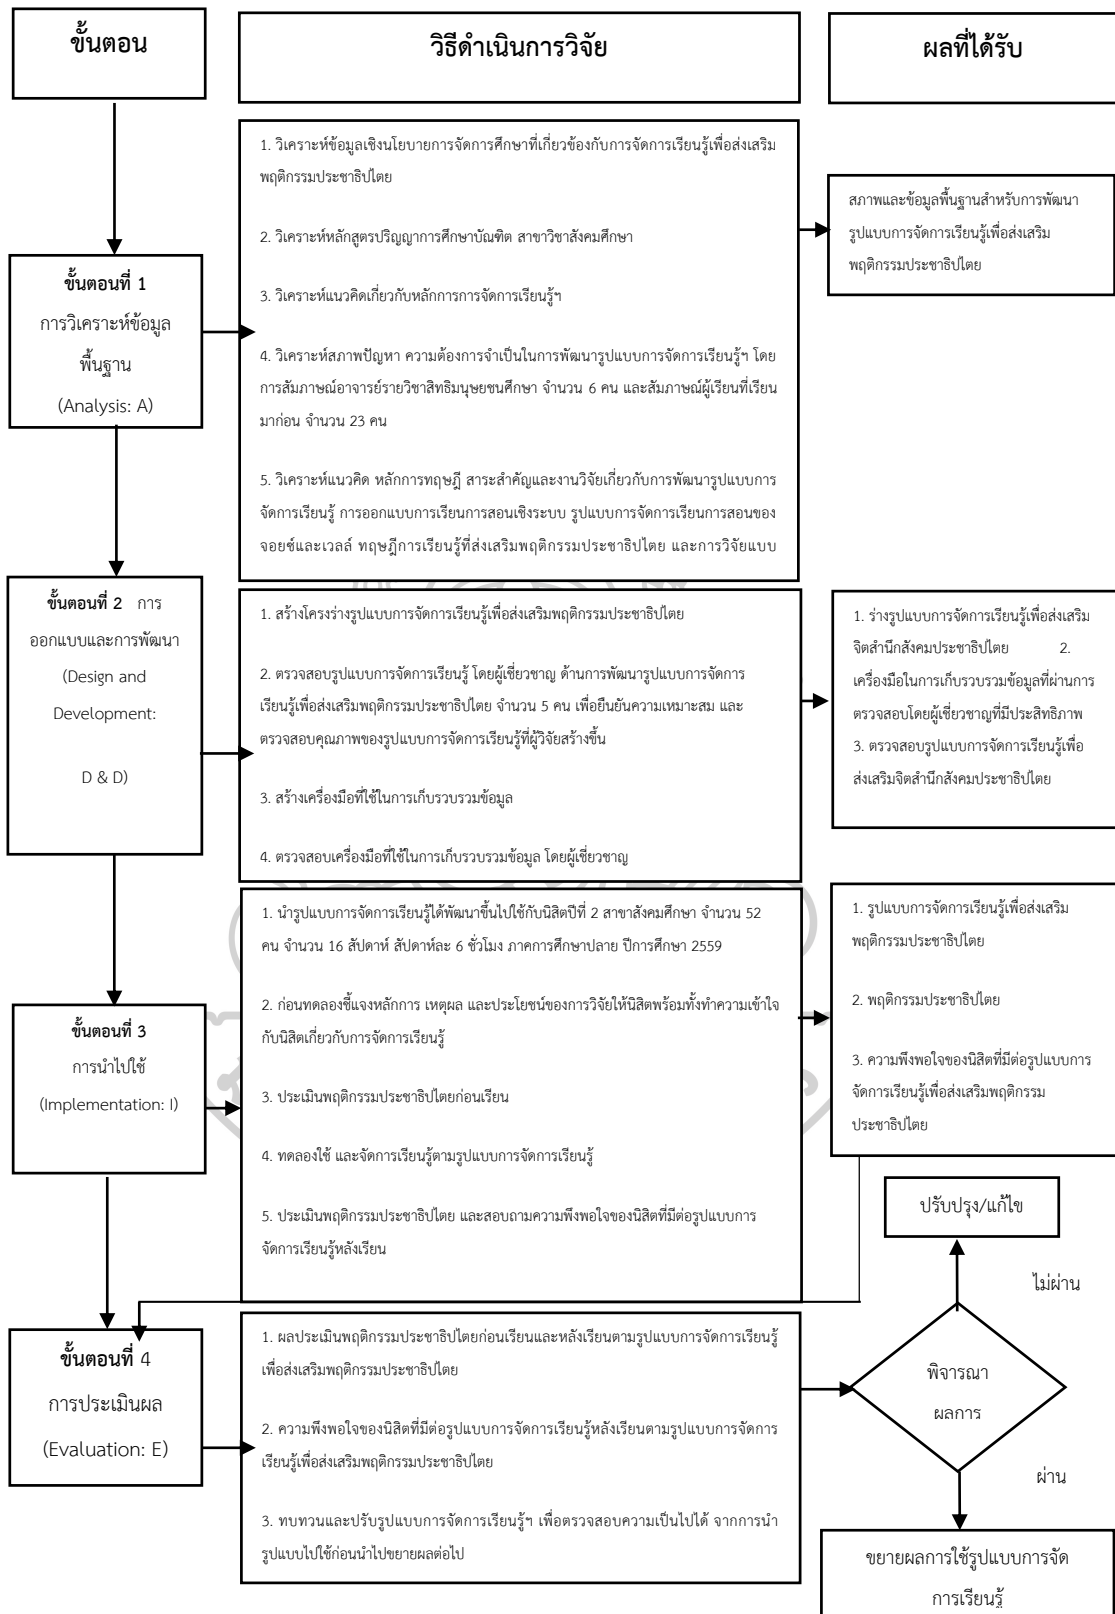 ขั้นตอน
วิธีดำเนินการวิจัย
ผลที่ได้รับ
ขั้นตอนที่ 1
การวิเคราะห์ข้อมูล
พื้นฐาน
(Analysis: A)
1. วิเคราะห์ข้อมูลเชิงนโยบายการจัดการศึกษาที่เกี่ยวข้องกับการจัดการเรียนรู้เพื่อส่งเสริม
พฤติกรรมประชาธิปไตย
2. วิเคราะห์หลักสูตรปริญญาการศึกษาบัณฑิต สาขาวิชาสังคมศึกษา
3. วิเคราะห์แนวคิดเกี่ยวกับหลักการการจัดการเรียนรู้ฯ
4. วิเคราะห์สภาพปัญหา ความต้องการจำเป็นในการพัฒนารูปแบบการจัดการเรียนรู้ฯ โดย
การสัมภาษณ์อาจารย์รายวิชาสิทธิมนุษยชนศึกษา จำนวน 6 คน และสัมภาษณ์ผู้เรียนที่เรียน
มาก่อน จำนวน 23 คน
5. วิเคราะห์แนวคิด หลักการทฤษฎี สาระสำคัญและงานวิจัยเกี่ยวกับการพัฒนารูปแบบการ
จัดการเรียนรู้ การออกแบบการเรียนการสอนเชิงระบบ รูปแบบการจัดการเรียนการสอนของ
จอยซ์และเวลล์ ทฤษฎีการเรียนรู้ที่ส่งเสริมพฤติกรรมประชาธิปไตย และการวิจัยแบบ
สภาพและข้อมูลพื้นฐานสำหรับการพัฒนา
รูปแบบการจัดการเรียนรู้เพื่อส่งเสริม
พฤติกรรมประชาธิปไตย
ขั้นตอนที่ 2 การ
ออกแบบและการพัฒนา
(Design and
Development:
D & D)
1. สร้างโครงร่างรูปแบบการจัดการเรียนรู้เพื่อส่งเสริมพฤติกรรมประชาธิปไตย
2. ตรวจสอบรูปแบบการจัดการเรียนรู้ โดยผู้เชี่ยวชาญ ด้านการพัฒนารูปแบบการจัดการ
เรียนรู้เพื่อส่งเสริมพฤติกรรมประชาธิปไตย จำนวน 5 คน เพื่อยืนยันความเหมาะสม และ
ตรวจสอบคุณภาพของรูปแบบการจัดการเรียนรู้ที่ผู้วิจัยสร้างขึ้น
3. สร้างเครื่องมือที่ใช้ในการเก็บรวบรวมข้อมูล
4. ตรวจสอบเครื่องมือที่ใช้ในการเก็บรวบรวมข้อมูล โดยผู้เชี่ยวชาญ
1. ร่างรูปแบบการจัดการเรียนรู้เพื่อส่งเสริม
จิตสำนึกสังคมประชาธิปไตย 2.
เครื่องมือในการเก็บรวบรวมข้อมูลที่ผ่านการ
ตรวจสอบโดยผู้เชี่ยวชาญที่มีประสิทธิภาพ
3. ตรวจสอบรูปแบบการจัดการเรียนรู้เพื่อ
ส่งเสริมจิตสำนึกสังคมประชาธิปไตย
ขั้นตอนที่ 3
การนำไปใช้
(Implementation: I)
1. นำรูปแบบการจัดการเรียนรู้ได้พัฒนาขึ้นไปใช้กับนิสิตปีที่ 2 สาขาสังคมศึกษา จำนวน 52
คน จำนวน 16 สัปดาห์ สัปดาห์ละ 6 ชั่วโมง ภาคการศึกษาปลาย ปีการศึกษา 2559
2. ก่อนทดลองชี้แจงหลักการ เหตุผล และประโยชน์ของการวิจัยให้นิสิตพร้อมทั้งทำความเข้าใจ
กับนิสิตเกี่ยวกับการจัดการเรียนรู้
3. ประเมินพฤติกรรมประชาธิปไตยก่อนเรียน
4. ทดลองใช้ และจัดการเรียนรู้ตามรูปแบบการจัดการเรียนรู้
5. ประเมินพฤติกรรมประชาธิปไตย และสอบถามความพึงพอใจของนิสิตที่มีต่อรูปแบบการ
จัดการเรียนรู้หลังเรียน
1. รูปแบบการจัดการเรียนรู้เพื่อส่งเสริม
พฤติกรรมประชาธิปไตย
2. พฤติกรรมประชาธิปไตย
3. ความพึงพอใจของนิสิตที่มีต่อรูปแบบการ
จัดการเรียนรู้เพื่อส่งเสริมพฤติกรรม
ประชาธิปไตย
ขั้นตอนที่ 4
การประเมินผล
(Evaluation: E)
1. ผลประเมินพฤติกรรมประชาธิปไตยก่อนเรียนและหลังเรียนตามรูปแบบการจัดการเรียนรู้
เพื่อส่งเสริมพฤติกรรมประชาธิปไตย
2. ความพึงพอใจของนิสิตที่มีต่อรูปแบบการจัดการเรียนรู้หลังเรียนตามรูปแบบการจัดการ
เรียนรู้เพื่อส่งเสริมพฤติกรรมประชาธิปไตย
3. ทบทวนและปรับรูปแบบการจัดการเรียนรู้ฯ เพื่อตรวจสอบความเป็นไปได้ จากการนำ
รูปแบบไปใช้ก่อนนำไปขยายผลต่อไป
ปรับปรุง/แก้ไข
ไม่ผ่าน
พิจารณา
ผลการ
ผ่าน
ขยายผลการใช้รูปแบบการจัด
การเรียนรู้